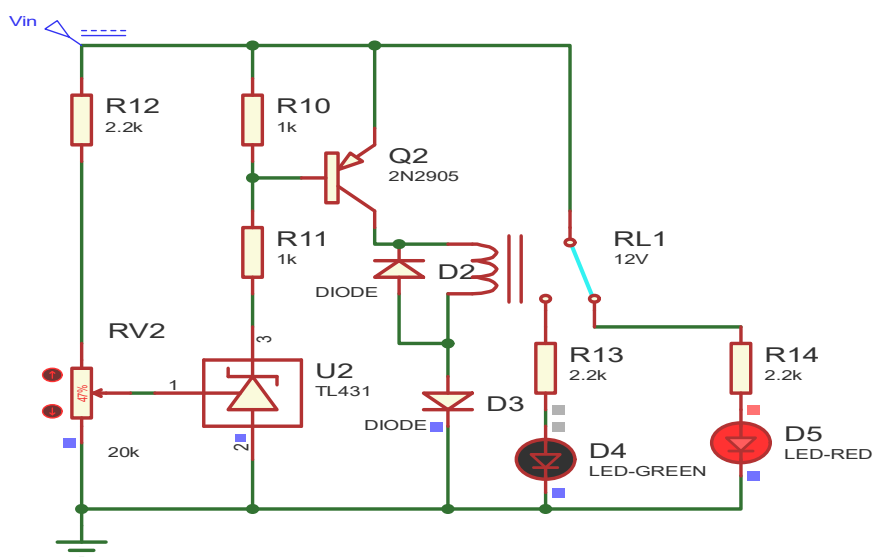 Vin
R12
2.2k
R10
1k
Q2
2N2905
R11
1k
RL1
12V
D2
DIODE
RV2
47%
20k
1
3
2
U2
TL431
D3
DIODE
R13
2.2k
R14
2.2k
D4
LED-GREEN
D5
LED-RED